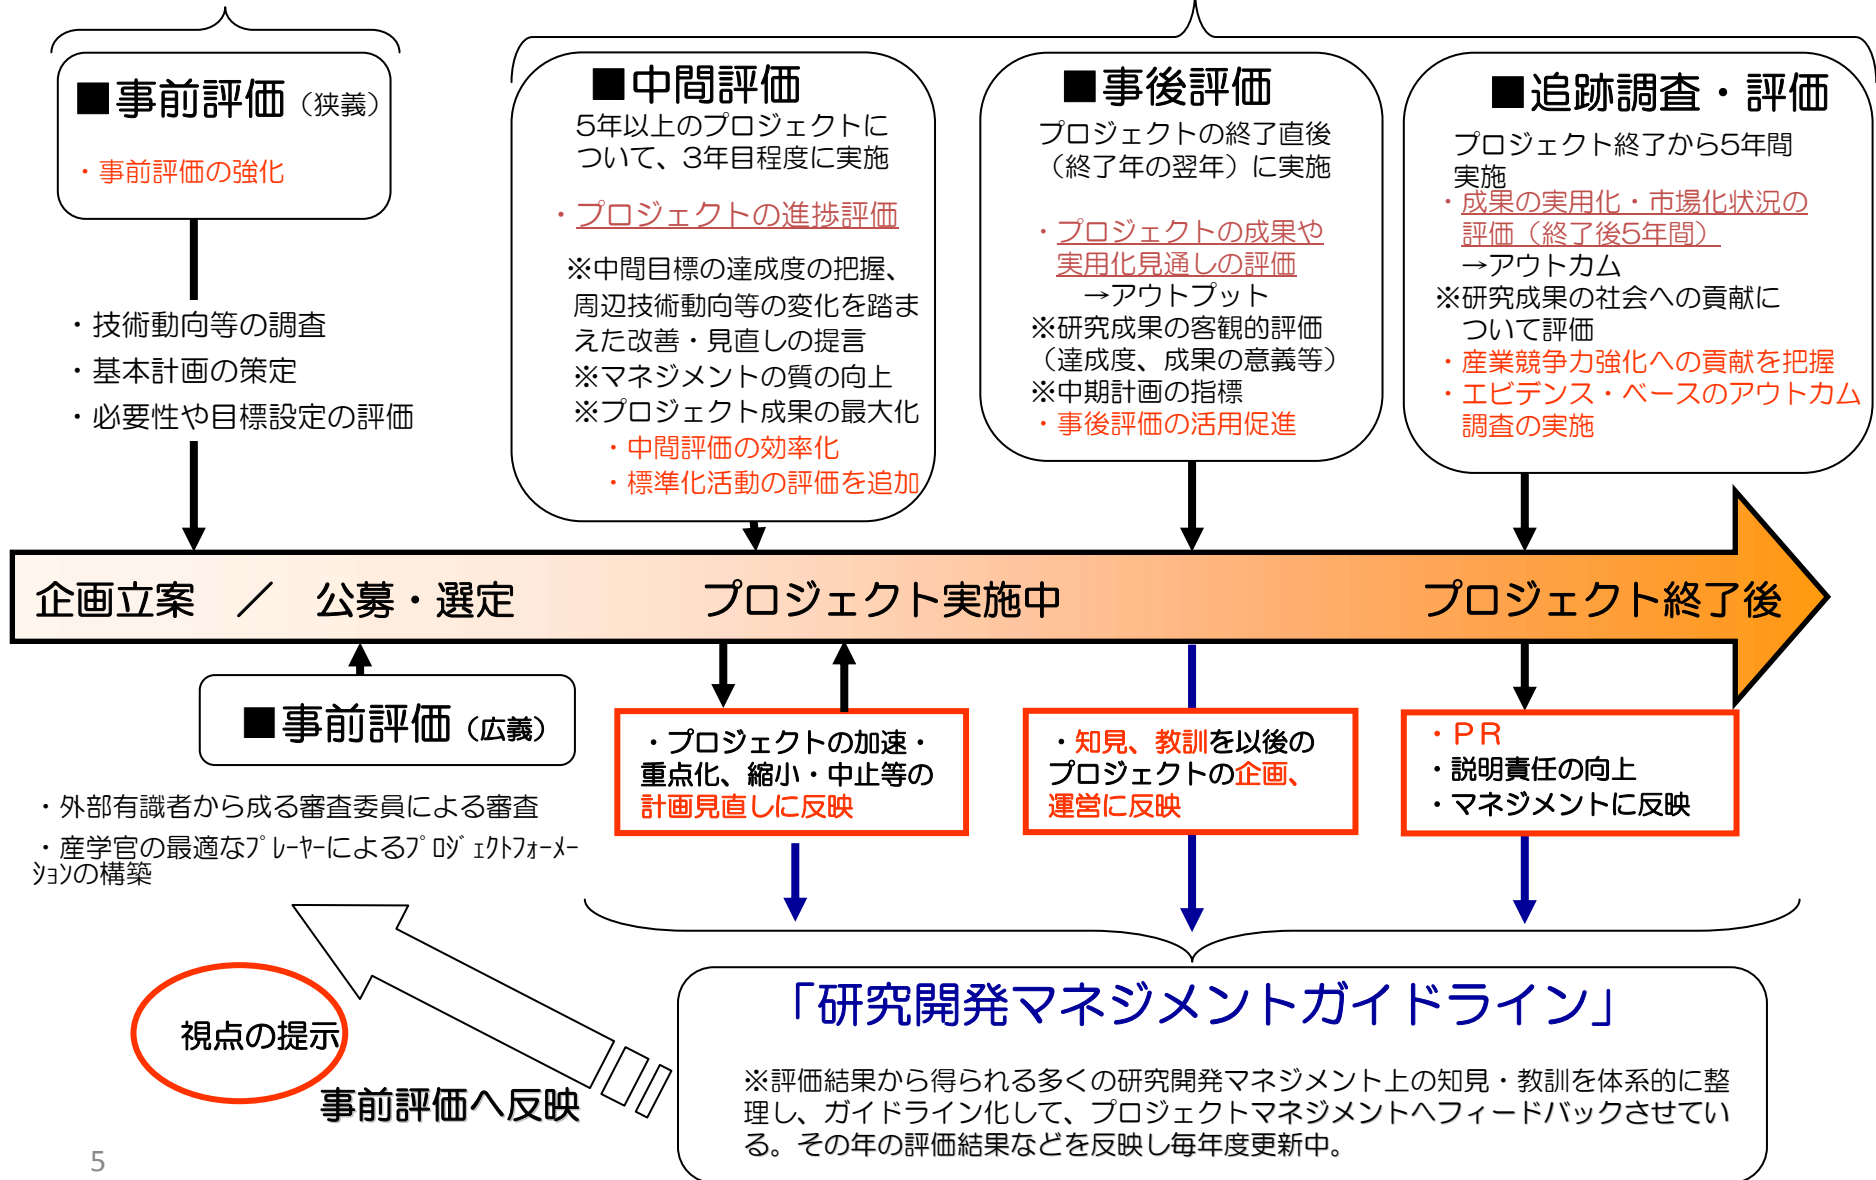 ■事前評価（狭義）
・事前評価の強化
・技術動向等の調査
・基本計画の策定
・必要性や目標設定の評価
■中間評価
5年以上のプロジェクトに
ついて、3年目程度に実施
・プロジェクトの進捗評価
※中間目標の達成度の把握、
周辺技術動向等の変化を踏ま
えた改善・見直しの提言
※マネジメントの質の向上
※プロジェクト成果の最大化
・中間評価の効率化
・標準化活動の評価を追加
■事後評価
プロジェクトの終了直後
（終了年の翌年）に実施
・プロジェクトの成果や
実用化見通しの評価
→アウトプット
※研究成果の客観的評価
（達成度、成果の意義等）
※中期計画の指標
・事後評価の活用促進
■追跡調査・評価
プロジェクト終了から5年間
実施
・成果の実用化・市場化状況の
評価（終了後5年間）
→アウトカム
※研究成果の社会への貢献に
ついて評価
・産業競争力強化への貢献を把握
・エビデンス・ベースのアウトカム
調査の実施
企画立案　／　公募・選定
プロジェクト実施中
プロジェクト終了後
■事前評価（広義）
・外部有識者から成る審査委員による審査
・産学官の最適なﾌﾟﾚｰﾔｰによるﾌﾟﾛｼﾞｪｸﾄﾌｫｰﾒｰ
ｼｮﾝの構築
・プロジェクトの加速・
重点化、縮小・中止等の
計画見直しに反映
・知見、教訓を以後の
プロジェクトの企画、
運営に反映
・ＰＲ
・説明責任の向上
・マネジメントに反映
視点の提示
事前評価へ反映
「研究開発マネジメントガイドライン」
※評価結果から得られる多くの研究開発マネジメント上の知見・教訓を体系的に整
理し、ガイドライン化して、プロジェクトマネジメントへフィードバックさせてい
る。その年の評価結果などを反映し毎年度更新中。
5